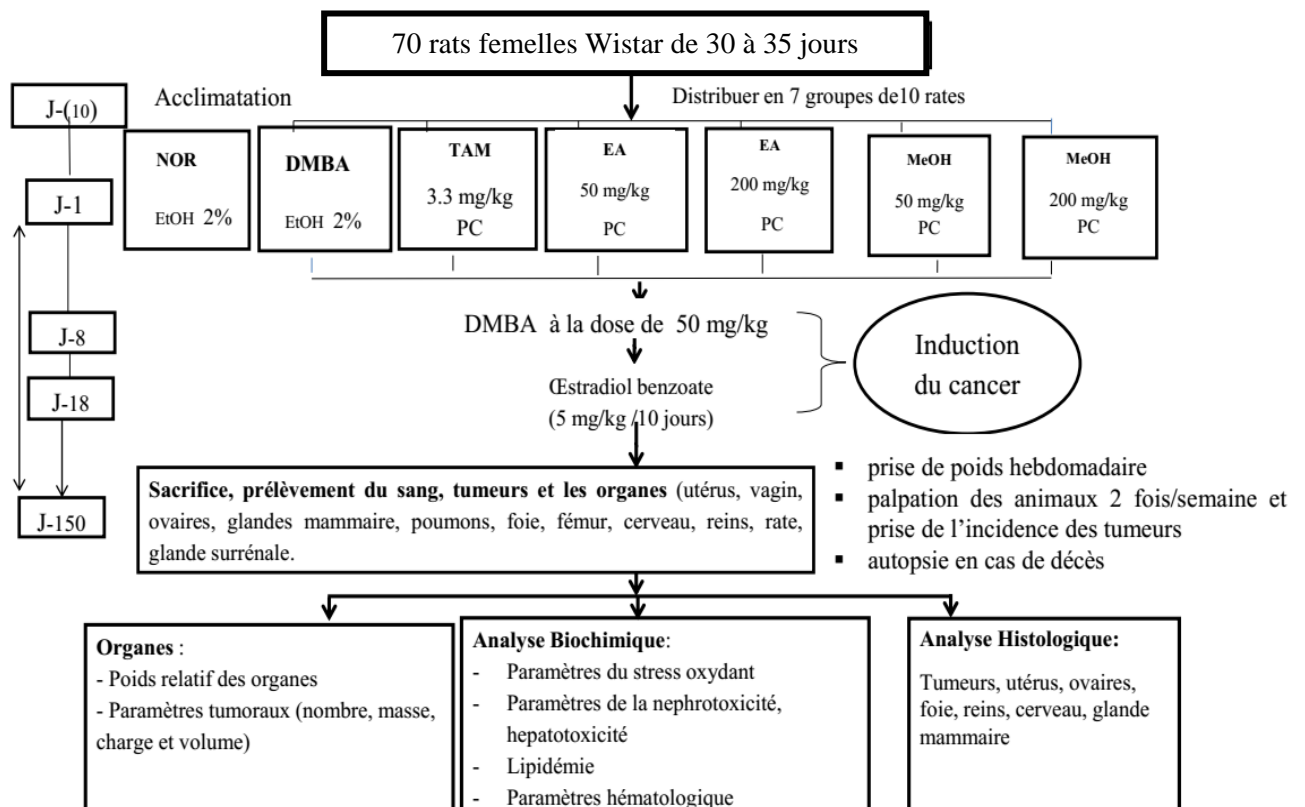 70 rats femelles Wistar de 30 à 35 jours
J-(10)
Acclimatation
Distribuer en 7 groupes de10 rates
NOR
EtOH 2%
DMBA
EtOH 2%
TAM
3.3 mg/kg
PC
EA
50 mg/kg
PC
EA
200 mg/kg
PC
MeOH
50 mg/kg
PC
MeOH
200 mg/kg
PC
J-1
J-8
J-18
J-150
DMBA à la dose de 50 mg/kg
Œstradiol benzoate
(5 mg/kg /10 jours)
Induction
du cancer
Sacrifice, prélèvement du sang, tumeurs et les organes (utérus, vagin,
ovaires, glandes mammaire, poumons, foie, fémur, cerveau, reins, rate,
glande surrénale.
▪ prise de poids hebdomadaire
▪ palpation des animaux 2 fois/semaine et
prise de l’incidence des tumeurs
▪ autopsie en cas de décès
Organes :
- Poids relatif des organes
- Paramètres tumoraux (nombre, masse,
charge et volume)
Analyse Biochimique:
- Paramètres du stress oxydant
- Paramètres de la nephrotoxicité,
hepatotoxicité
- Lipidémie
- Paramètres hématologique
Analyse Histologique:
Tumeurs, utérus, ovaires,
foie, reins, cerveau, glande
mammaire